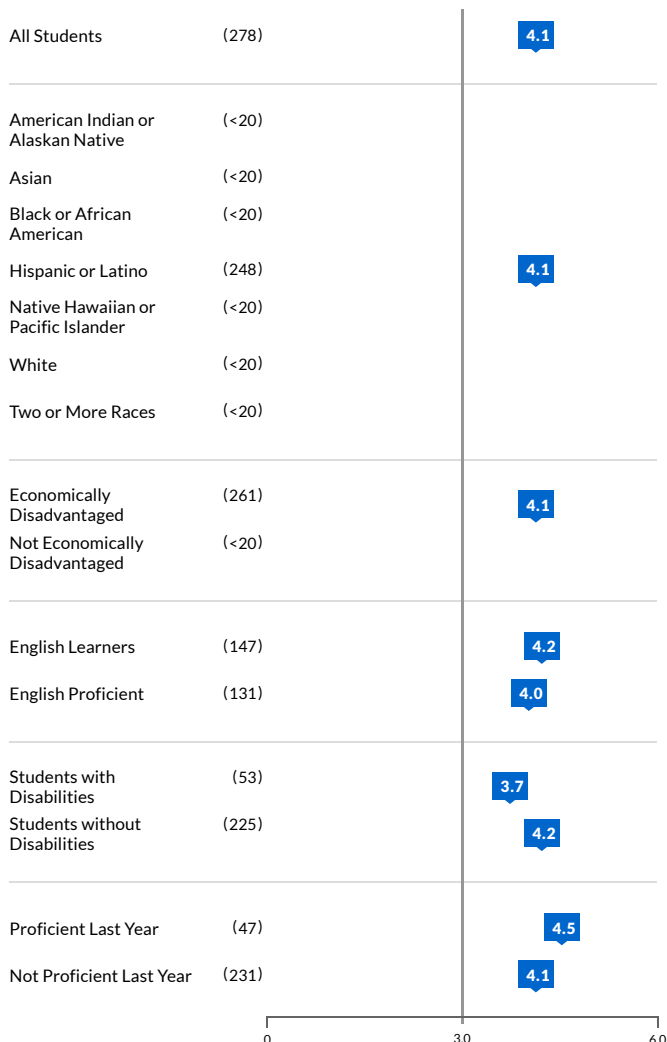 All Students (278) 4.1
American Indian or (<20)
Alaskan Native
Asian (<20)
Black or African (<20)
American
Hispanic or Latino (248) 4.1
Native Hawaiian or (<20)
Pacific Islander
White (<20)
Two or More Races (<20)
Economically (261) 4.1
Disadvantaged
Not Economically (<20)
Disadvantaged
English Learners (147) 4.2
English Proficient (131) 4.0
Students with (53) 3.7
Disabilities
Students without (225) 4.2
Disabilities
Proficient Last Year (47) 4.5
Not Proficient Last Year (231) 4.1
0 3.0 6.0